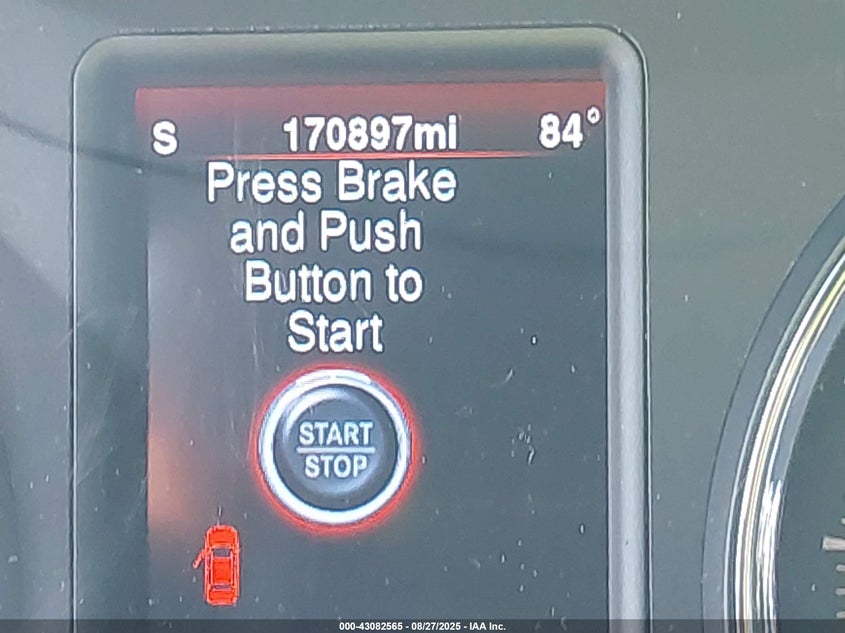 S 170897mi 84°
Press Brake
and Push
Button to
Start
START
STOP
000-43082565 - 08/27/2025 - IAA Inc.